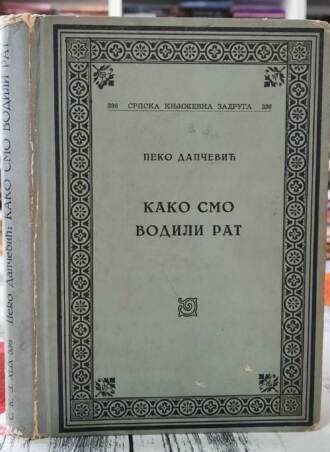 336 СРПСКА КЊИЖЕВНА ЗАДРУГА 336
ПЕКО ДАПЧЕВИЋ
КАКО СМО
ВОДИЛИ РАТ
Пеко Дапчевић: КАКО СМО ВОДИЛИ РАТ